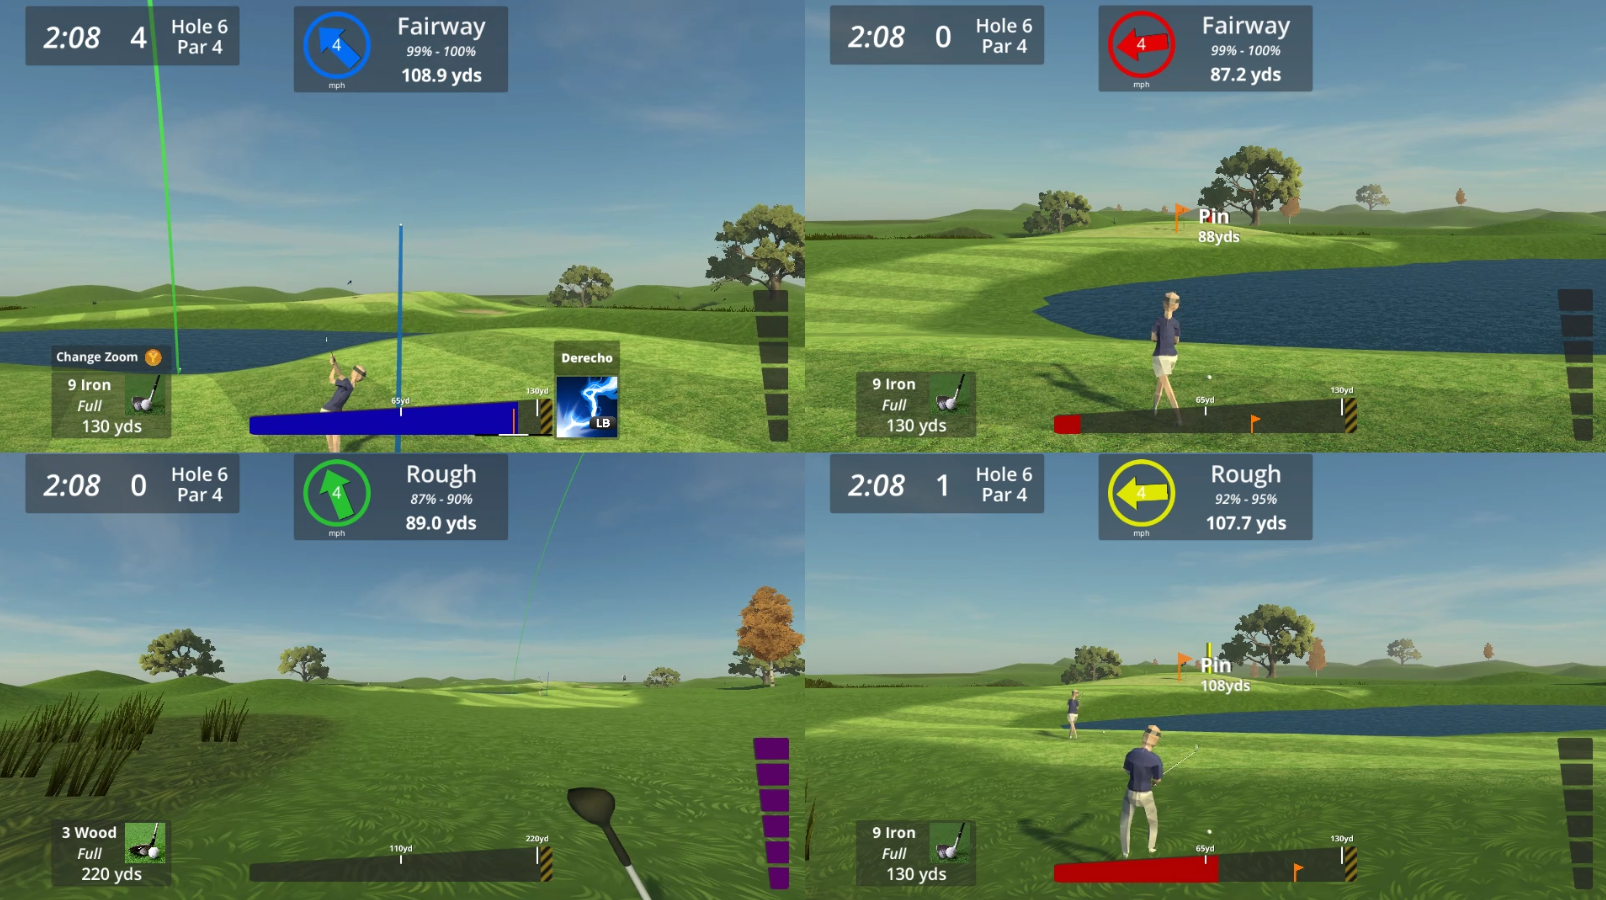 2:08 4 Hole 6
Par 4
4
mph
Fairway
99% - 100%
108.9 yds
Change Zoom Y
9 Iron
Full
130 yds
65yd
130yd
Derecho
LB
2:08 0 Hole 6
Par 4
4
mph
Fairway
99% - 100%
87.2 yds
Pin
88yds
9 Iron
Full
130 yds
65yd
130yd
2:08 0 Hole 6
Par 4
4
mph
Rough
87% - 90%
89.0 yds
3 Wood
Full
220 yds
110yd
220yd
2:08 1 Hole 6
Par 4
4
mph
Rough
92% - 95%
107.7 yds
Pin
108yds
9 Iron
Full
130 yds
65yd
130yd